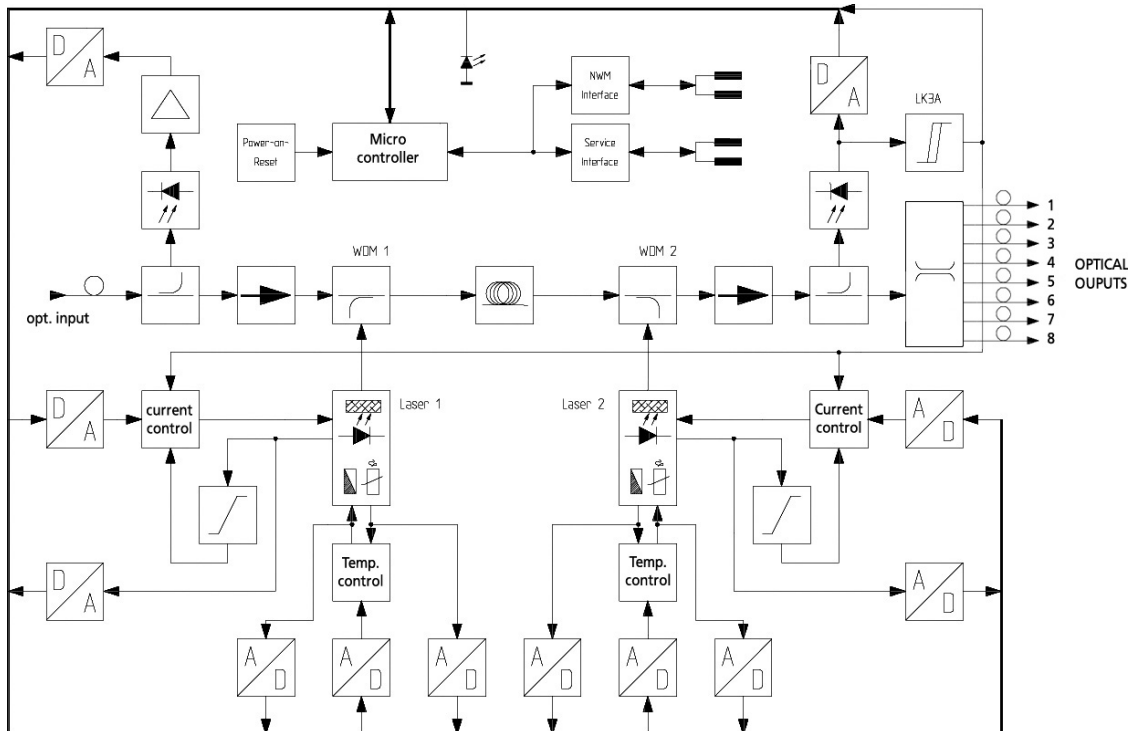 D
A
D
A
LK3A
NWM
Interface
Power-on-
Reset
Micro
controller
Service
Interface
WDM 1
WDM 2
1
2
3
4
5
6
7
8
OPTICAL
OUPUTS
opt. input
D
A
current
control
Laser 1
Laser 2
Current
control
A
D
Temp.
control
Temp.
control
D
A
A
D
A
D
A
D
A
D
A
D
A
D
A
D